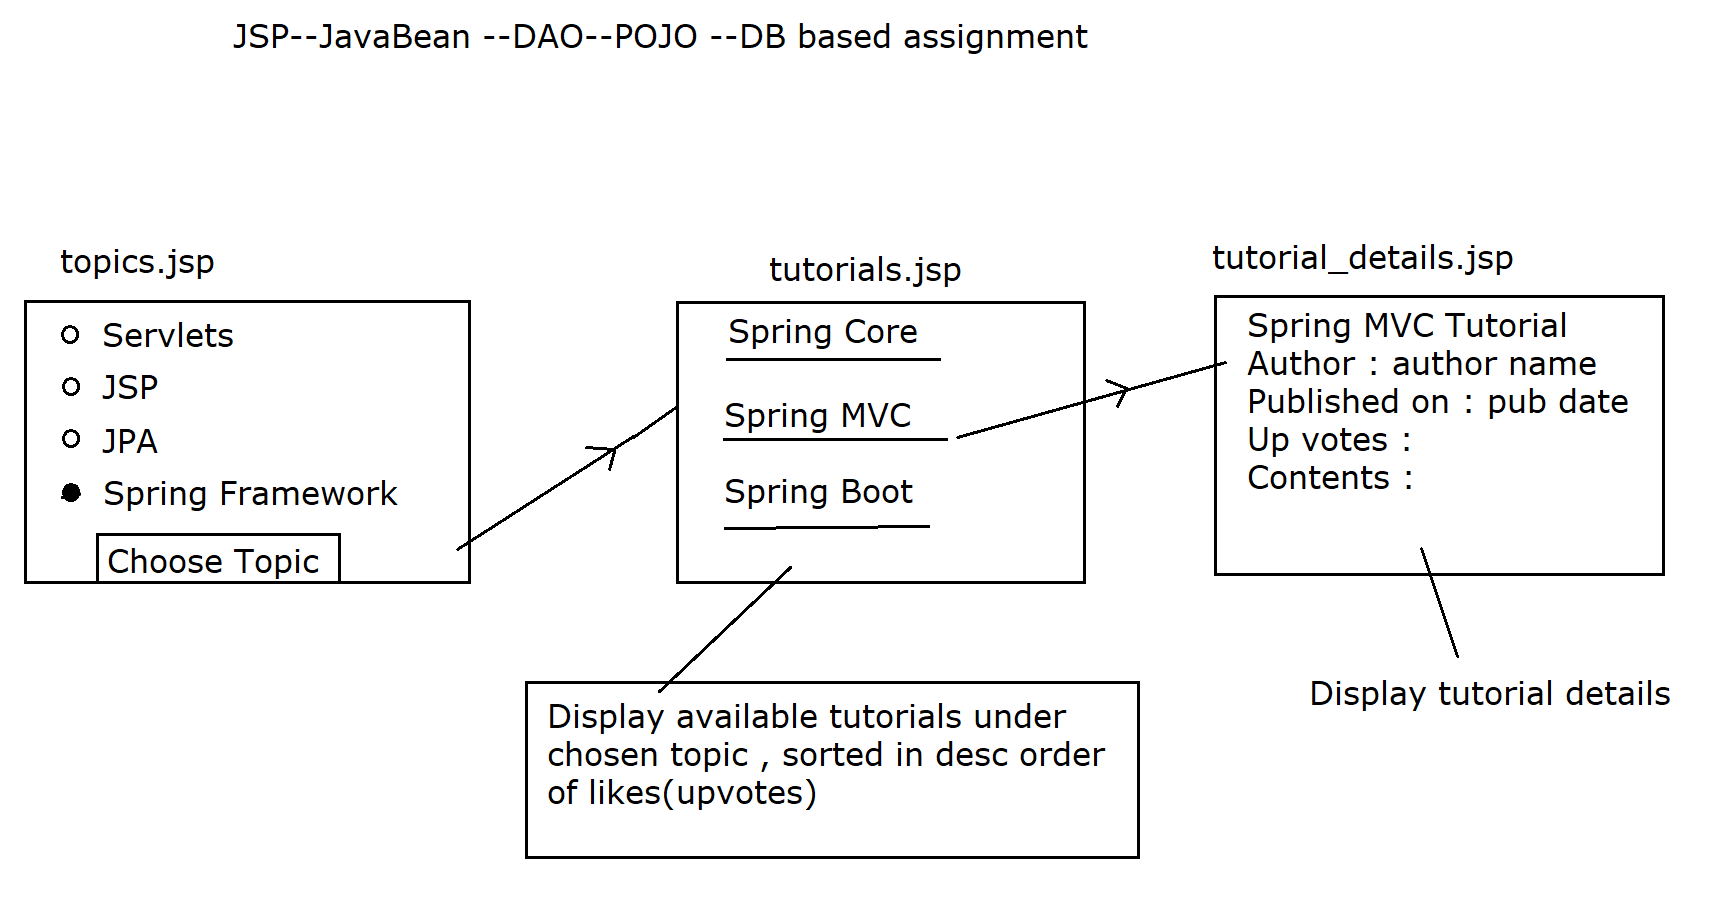 JSP--JavaBean --DAO--POJO --DB based assignment
topics.jsp
Servlets
JSP
JPA
Spring Framework
Choose Topic
tutorials.jsp
Spring Core
Spring MVC
Spring Boot
Display available tutorials under
chosen topic , sorted in desc order
of likes(upvotes)
tutorial_details.jsp
Spring MVC Tutorial
Author : author name
Published on : pub date
Up votes :
Contents :
Display tutorial details